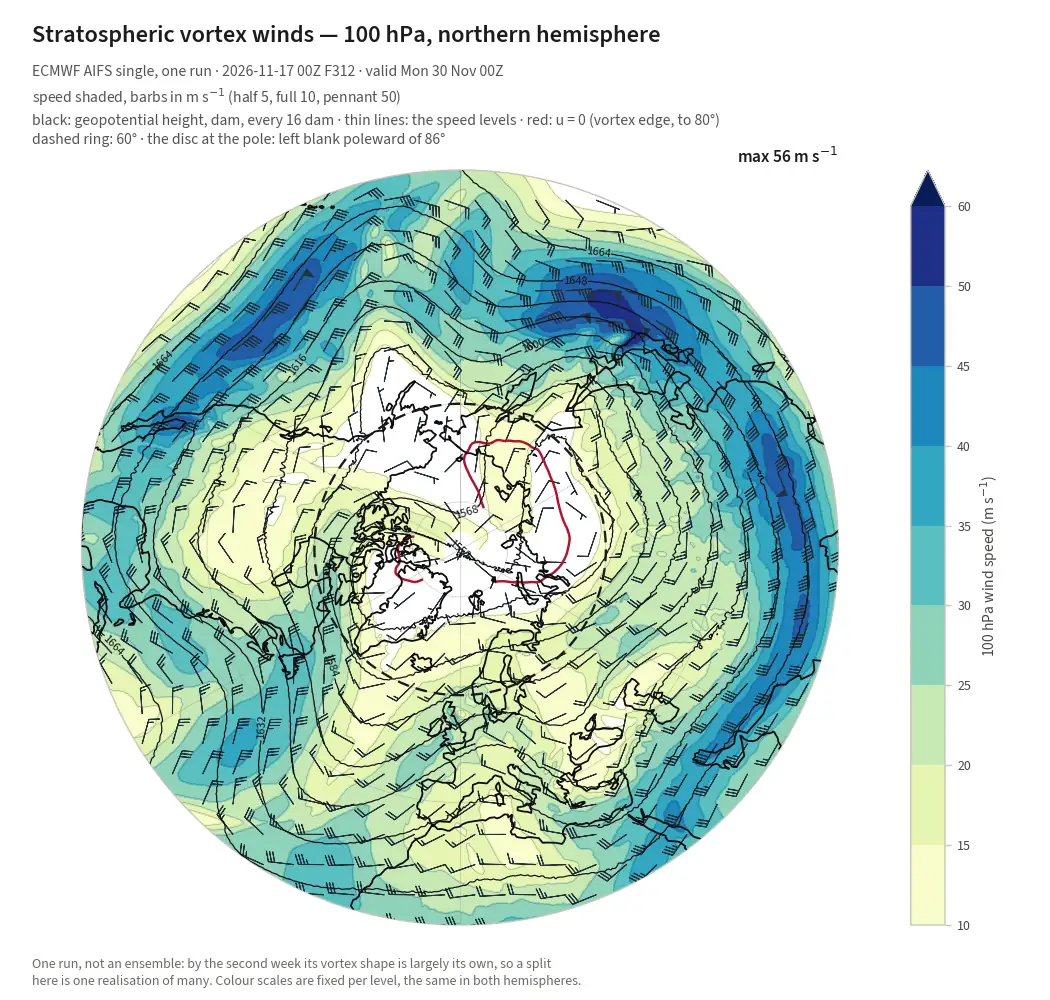 Stratospheric vortex winds — 100 hPa, northern hemisphere
ECMWF AIFS single, one run · 2026-11-17 00Z F312 · valid Mon 30 Nov 00Z
speed shaded, barbs in m s⁻¹ (half 5, full 10, pennant 50)
black: geopotential height, dam, every 16 dam · thin lines: the speed levels · red: u = 0 (vortex edge, to 80°)
dashed ring: 60° · the disc at the pole: left blank poleward of 86°
max 56 m s⁻¹
60
50
45
40
35
30
25
20
15
10
100 hPa wind speed (m s⁻¹)
1664
1648
1600
1664
1616
1568
1664
1584
1632
One run, not an ensemble: by the second week its vortex shape is largely its own, so a split
here is one realisation of many. Colour scales are fixed per level, the same in both hemispheres.